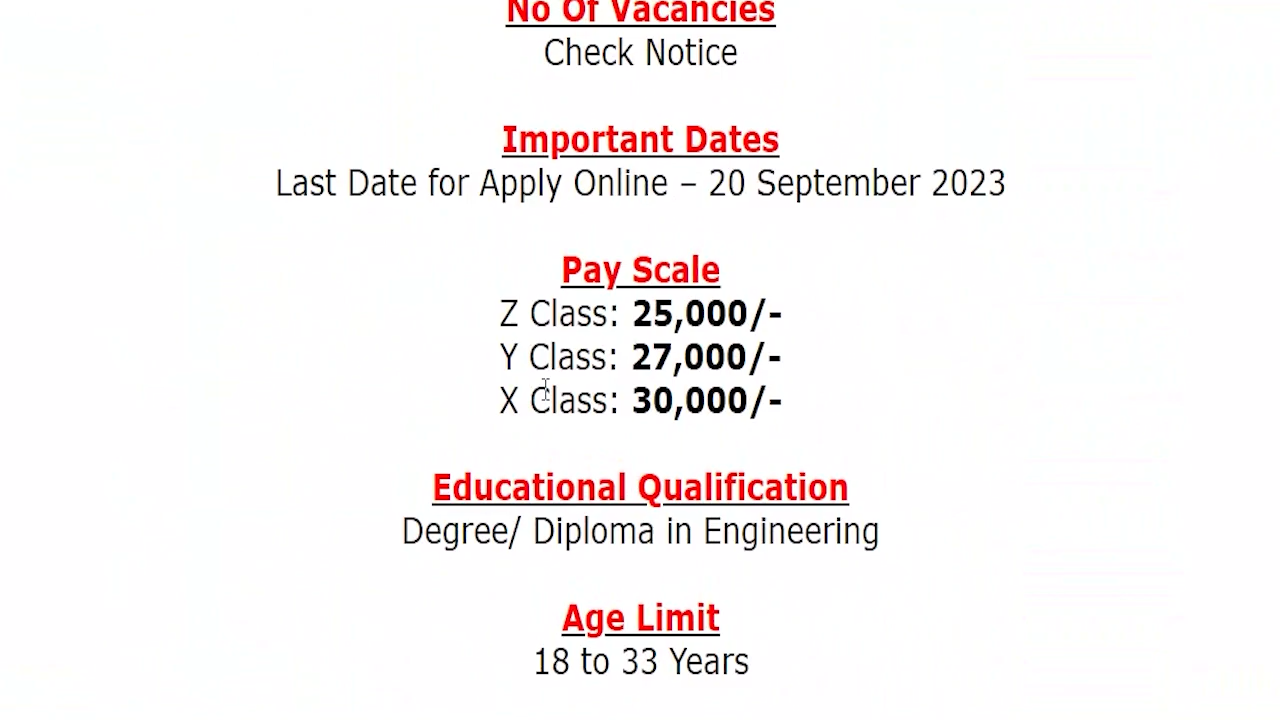 No Of Vacancies
Check Notice
Important Dates
Last Date for Apply Online – 20 September 2023
Pay Scale
Z Class: 25,000/-
Y Class: 27,000/-
X Class: 30,000/-
Educational Qualification
Degree/ Diploma in Engineering
Age Limit
18 to 33 Years